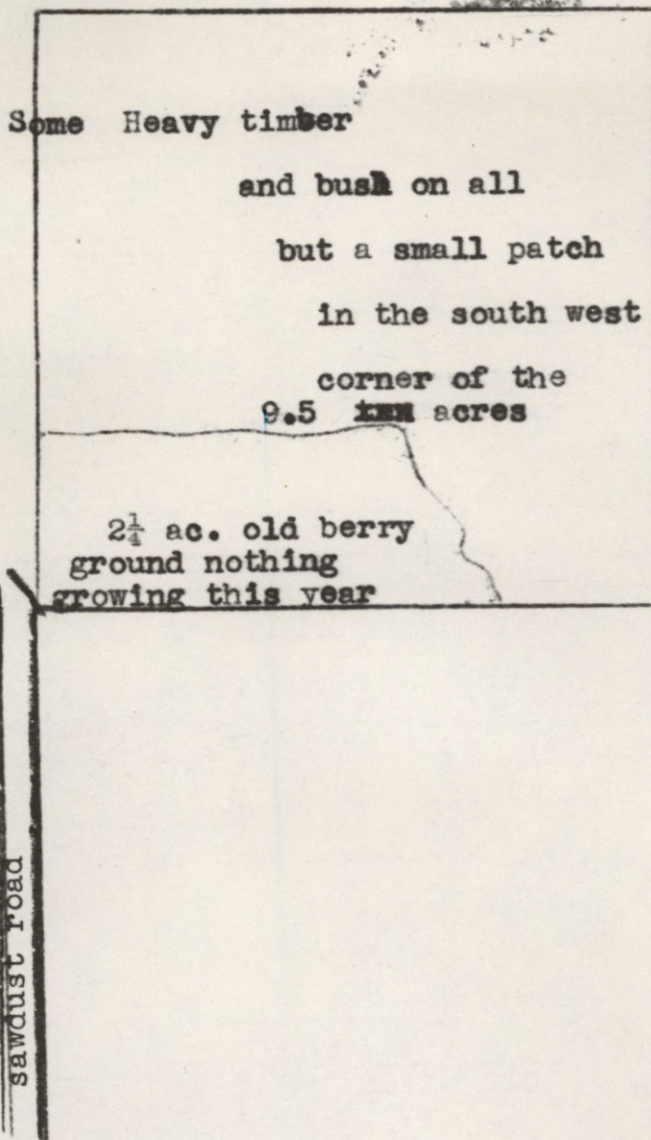 Some Heavy timber
and bush on all
but a small patch
in the south west
corner of the
9.5 acres
2¼ ac. old berry
ground nothing
growing this year
sawdust road